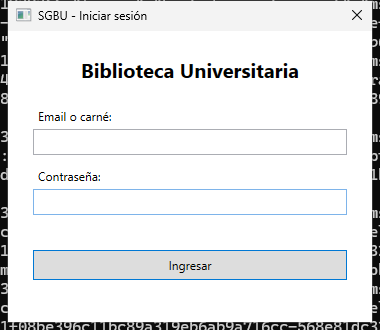 SGBU - Iniciar sesión
Biblioteca Universitaria
Email o carné:
Contraseña:
Ingresar